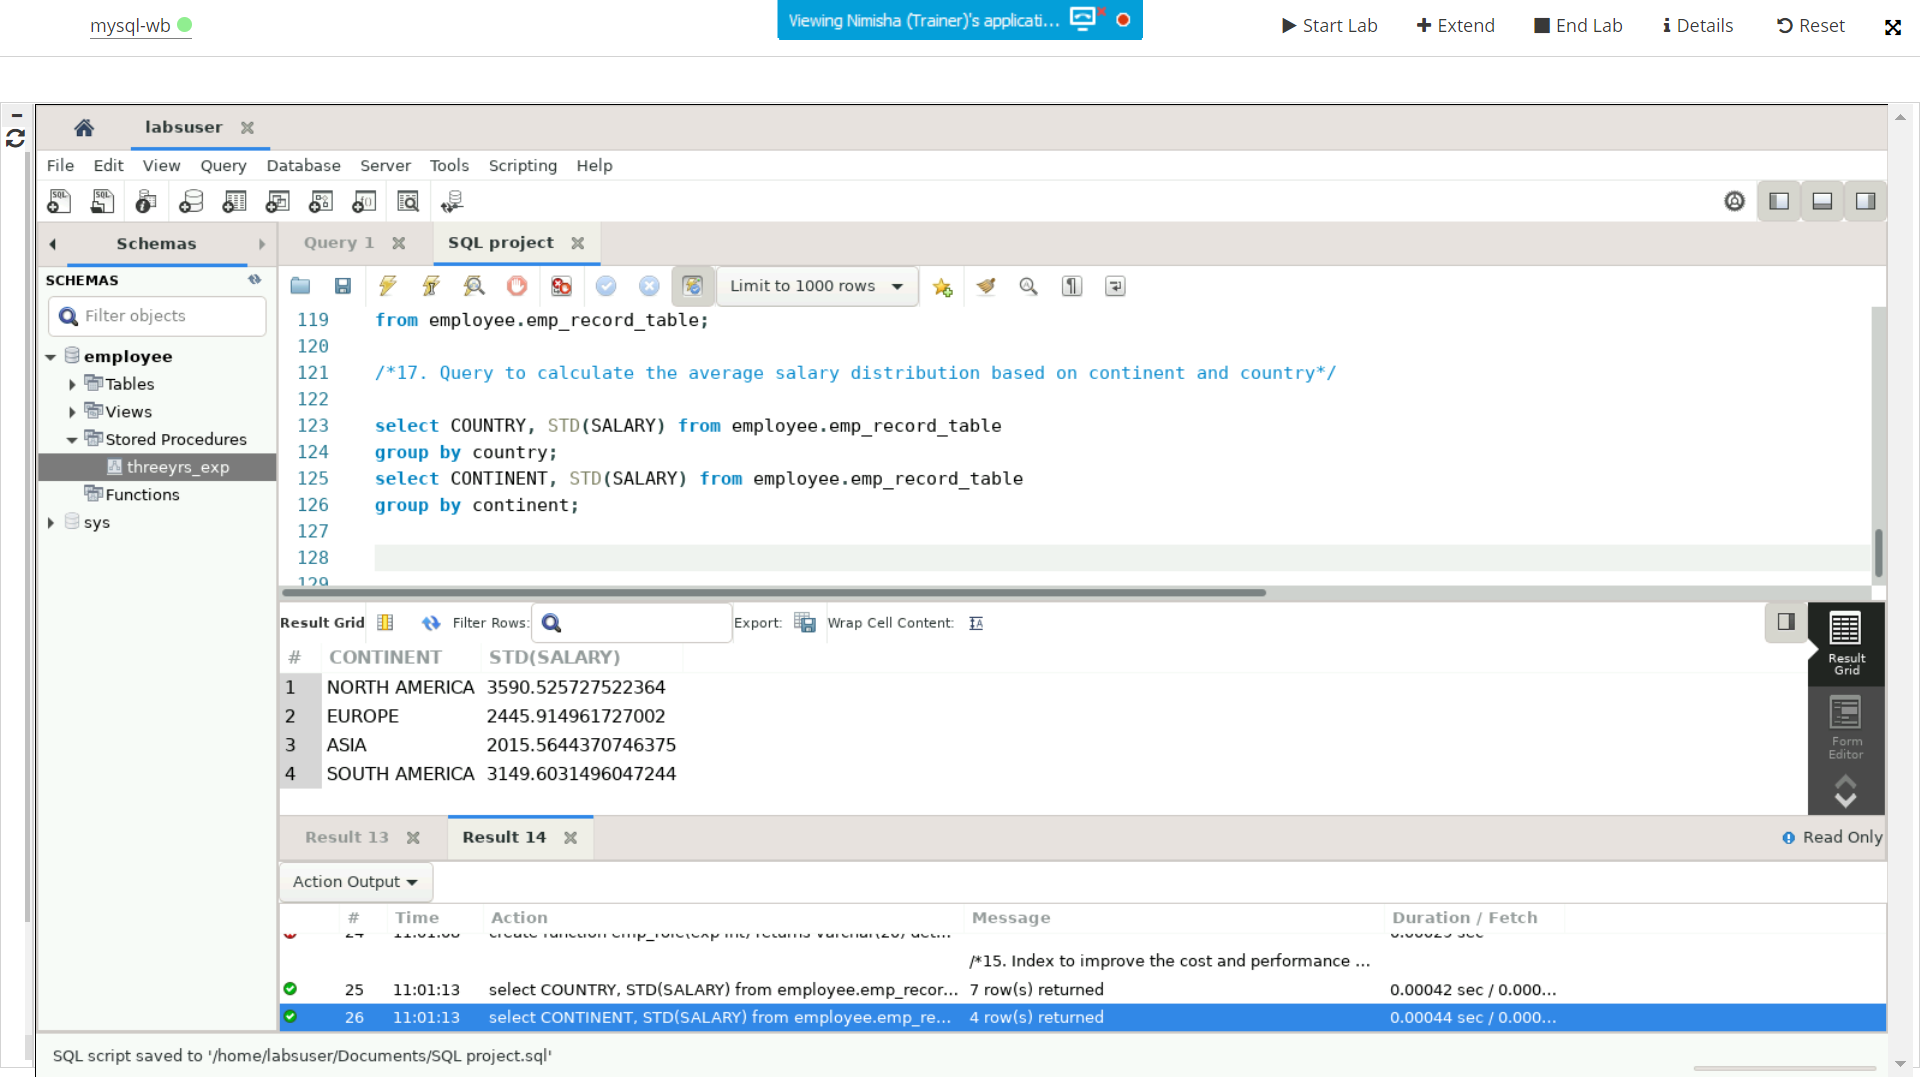 mysql-wb
Viewing Nimisha (Trainer)'s applicati...
Start Lab
Extend
End Lab
Details
Reset
labsuser
File Edit View Query Database Server Tools Scripting Help
Schemas
Query 1
SQL project
SCHEMAS
Filter objects
Limit to 1000 rows
employee
Tables
Views
Stored Procedures
threeyrs_exp
Functions
sys
119 from employee.emp_record_table;
120
121 /*17. Query to calculate the average salary distribution based on continent and country*/
122
123 select COUNTRY, STD(SALARY) from employee.emp_record_table
124 group by country;
125 select CONTINENT, STD(SALARY) from employee.emp_record_table
126 group by continent;
127
128
129
Result Grid Filter Rows: Export: Wrap Cell Content:
# CONTINENT STD(SALARY)
1 NORTH AMERICA 3590.525727522364
2 EUROPE 2445.914961727002
3 ASIA 2015.5644370746375
4 SOUTH AMERICA 3149.6031496047244
Result
Grid
Form
Editor
Result 13
Result 14
Read Only
Action Output
# Time Action Message Duration / Fetch
/*15. Index to improve the cost and performance ...
25 11:01:13 select COUNTRY, STD(SALARY) from employee.emp_recor... 7 row(s) returned 0.00042 sec / 0.000...
26 11:01:13 select CONTINENT, STD(SALARY) from employee.emp_re... 4 row(s) returned 0.00044 sec / 0.000...
SQL script saved to '/home/labsuser/Documents/SQL project.sql'